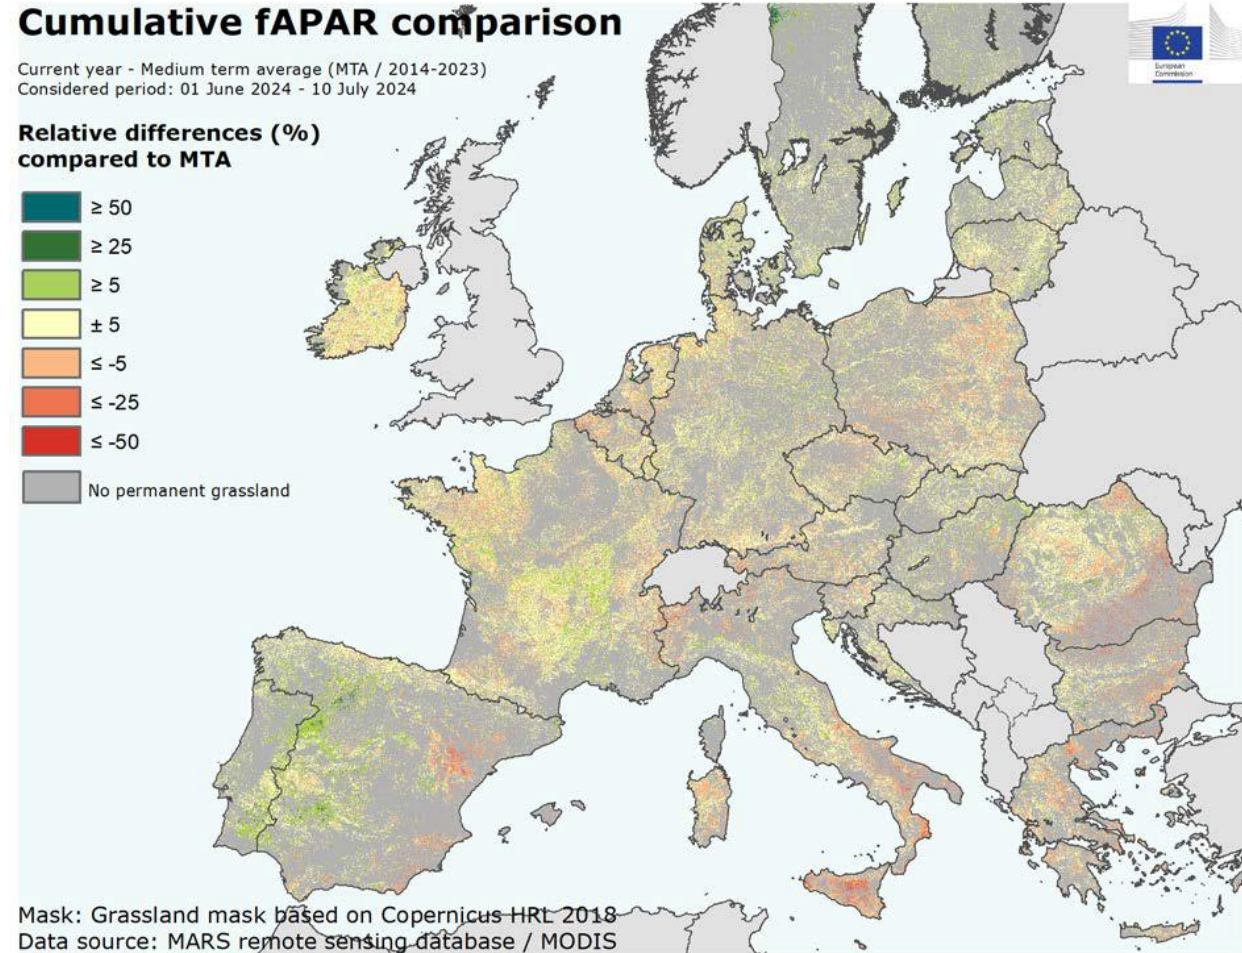 Cumulative fAPAR comparison
Current year - Medium term average (MTA / 2014-2023)
Considered period: 01 June 2024 - 10 July 2024
Relative differences (%)
compared to MTA
≥ 50
≥ 25
≥ 5
± 5
≤ -5
≤ -25
≤ -50
No permanent grassland
European
Commission
Mask: Grassland mask based on Copernicus HRL 2018
Data source: MARS remote sensing database / MODIS